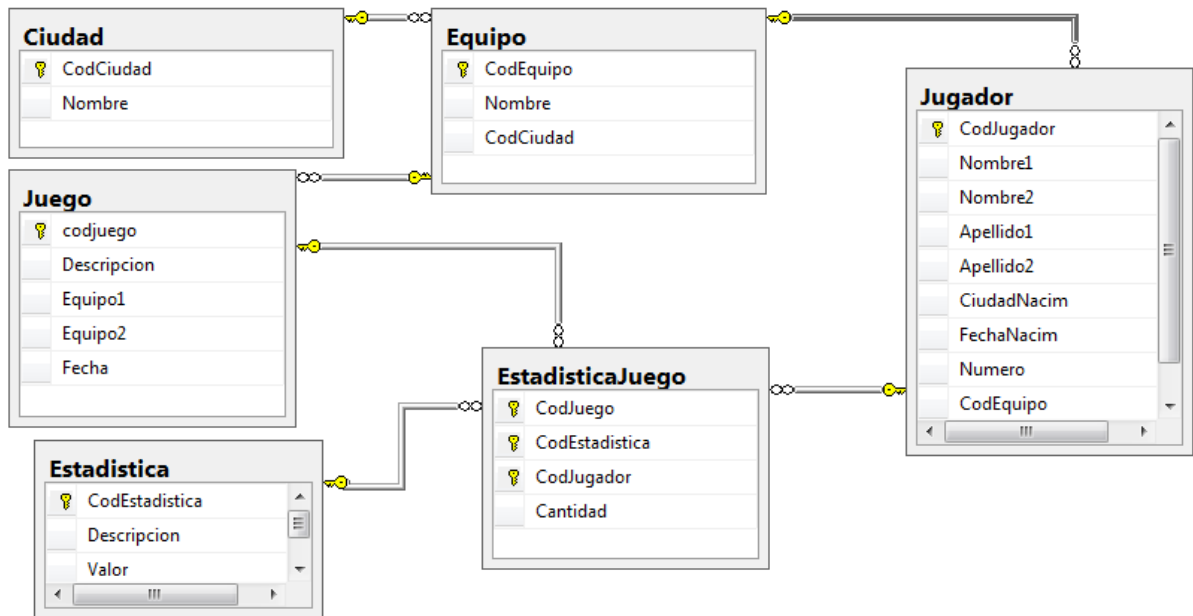 Ciudad
CodCiudad
Nombre
Equipo
CodEquipo
Nombre
CodCiudad
Jugador
CodJugador
Nombre1
Nombre2
Apellido1
Apellido2
CiudadNacim
FechaNacim
Numero
CodEquipo
Juego
codjuego
Descripcion
Equipo1
Equipo2
Fecha
EstadisticaJuego
CodJuego
CodEstadistica
CodJugador
Cantidad
Estadistica
CodEstadistica
Descripcion
Valor